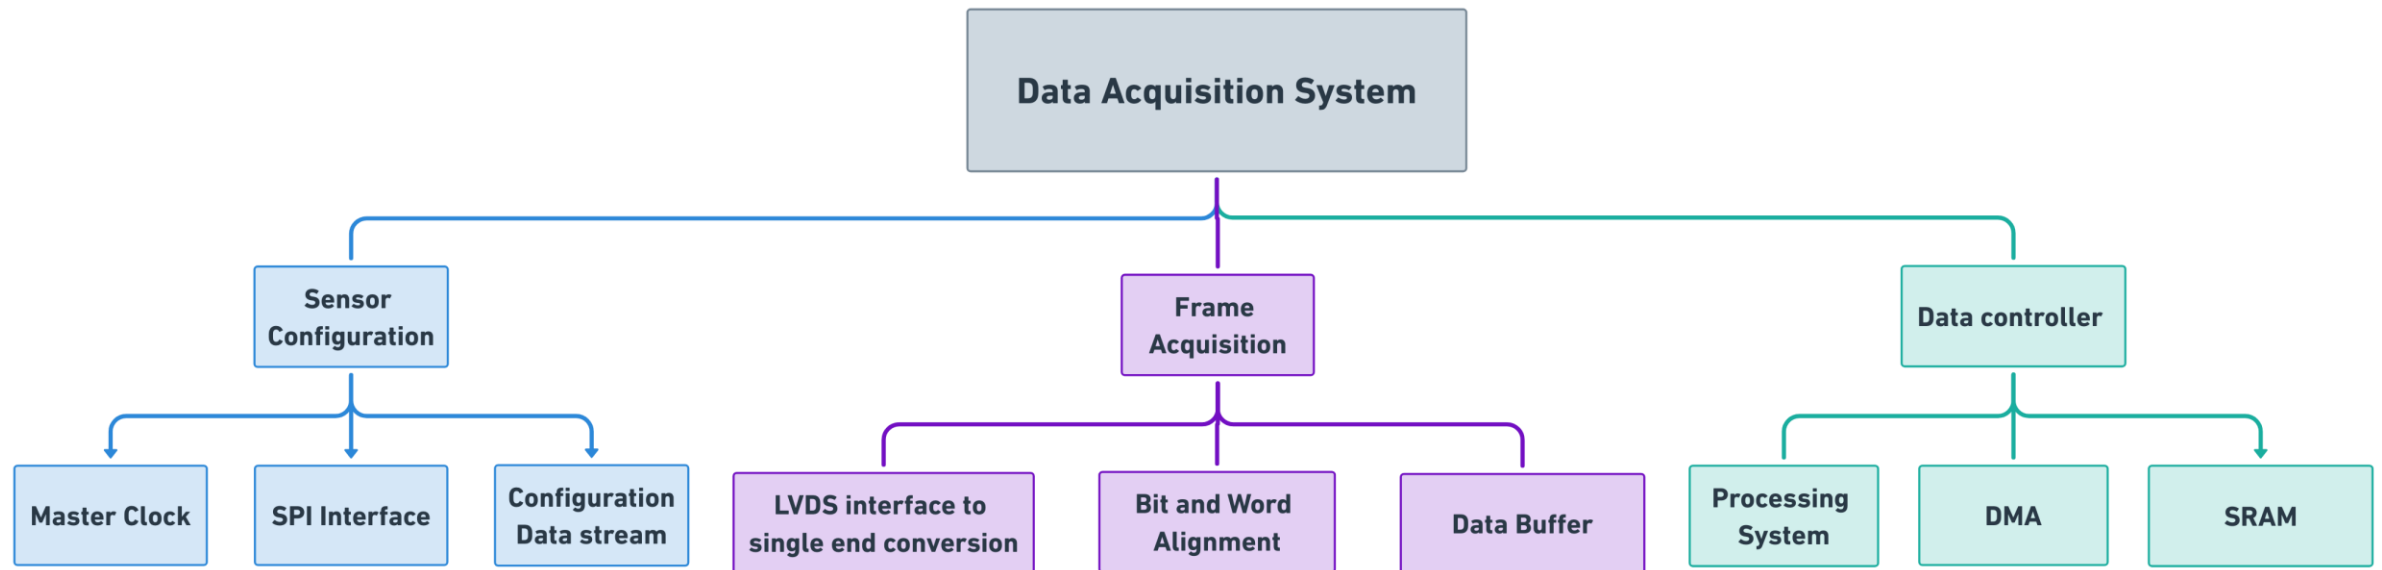 Data Acquisition System
Sensor
Configuration
Frame
Acquisition
Data controller
Master Clock
SPI Interface
Configuration
Data stream
LVDS interface to
single end conversion
Bit and Word
Alignment
Data Buffer
Processing
System
DMA
SRAM